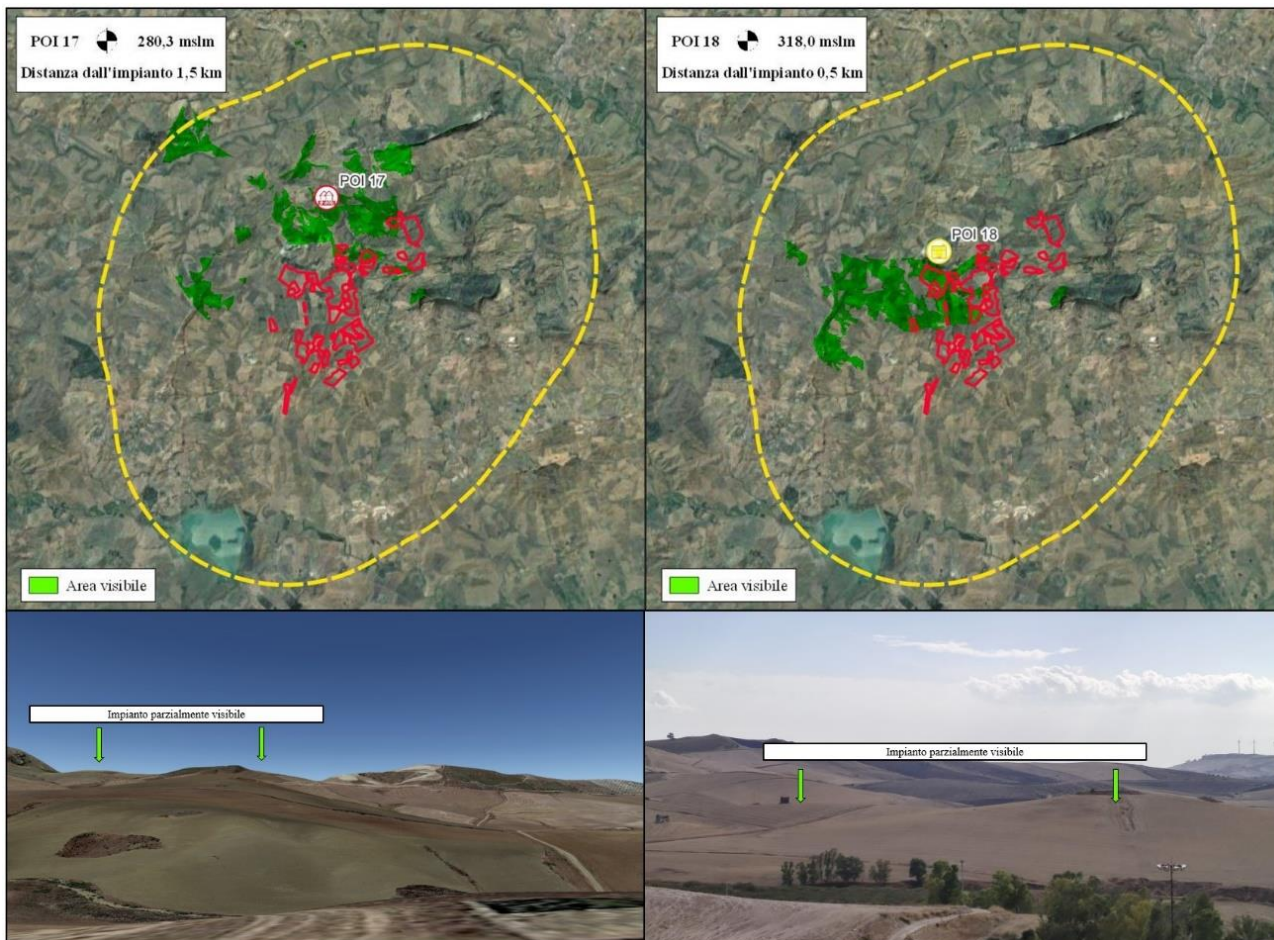 POI 17 280,3 mslm
Distanza dall'impianto 1,5 km
POI 17
Area visibile
POI 18 318,0 mslm
Distanza dall'impianto 0,5 km
POI 18
Area visibile
Impianto parzialmente visibile
Impianto parzialmente visibile